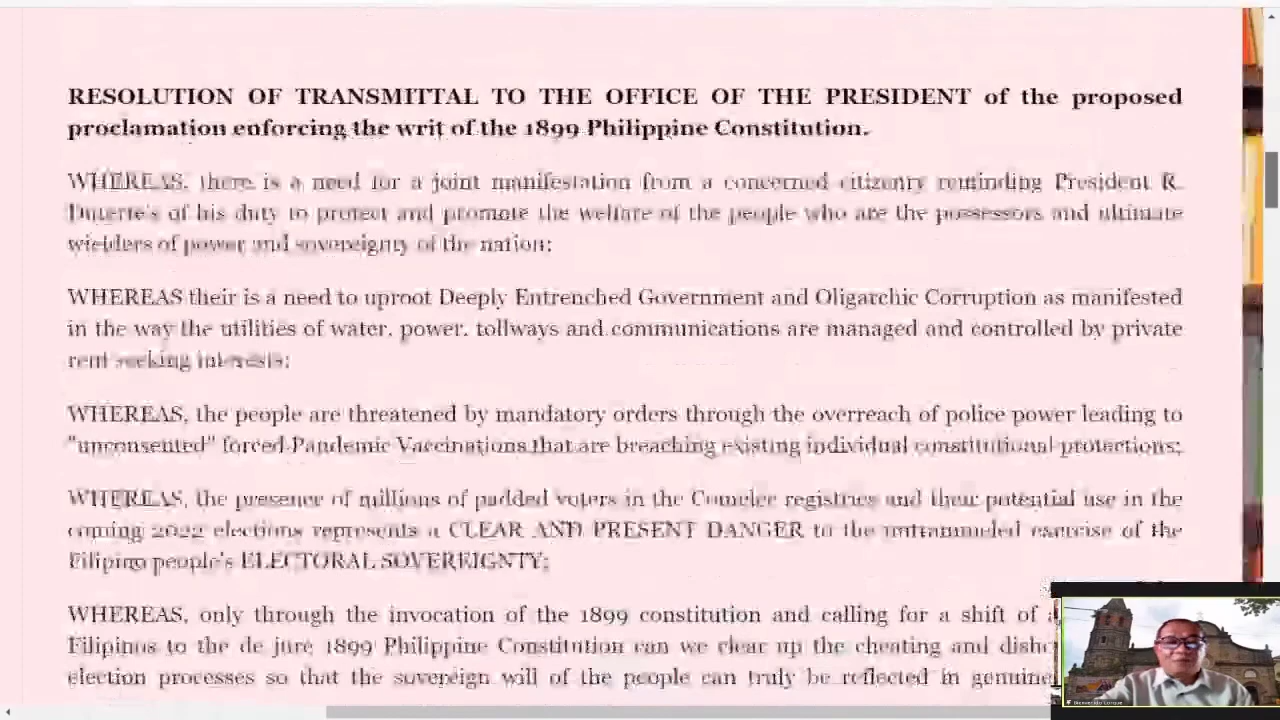 RESOLUTION OF TRANSMITTAL TO THE OFFICE OF THE PRESIDENT of the proposed
proclamation enforcing the writ of the 1899 Philippine Constitution.
WHEREAS, there is a need for a joint manifestation from a concerned citizenry reminding President R.
Duterte's of his duty to protect and promote the welfare of the people who are the possessors and ultimate
wielders of power and sovereignty of the nation;
WHEREAS their is a need to uproot Deeply Entrenched Government and Oligarchic Corruption as manifested
in the way the utilities of water, power, tollways and communications are managed and controlled by private
rent seeking interests;
WHEREAS, the people are threatened by mandatory orders through the overreach of police power leading to
"unconsented" forced Pandemic Vaccinations that are breaching existing individual constitutional protections;
WHEREAS, the presence of millions of padded voters in the Comelec registries and their potential use in the
coming 2022 elections represents a CLEAR AND PRESENT DANGER to the untrammeled exercise of the
Filipino people's ELECTORAL SOVEREIGNTY;
WHEREAS, only through the invocation of the 1899 constitution and calling for a shift of
Filipinos to the de jure 1899 Philippine Constitution can we clear up the cheating and
election processes so that the sovereign will of the people can truly be reflected in